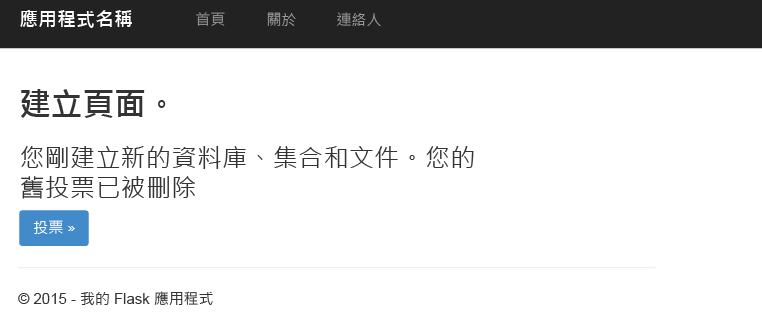 應用程式名稱 首頁 關於 連絡人
建立頁面。
您剛建立新的資料庫、集合和文件。您的
舊投票已被刪除
投票 »
© 2015 - 我的 Flask 應用程式